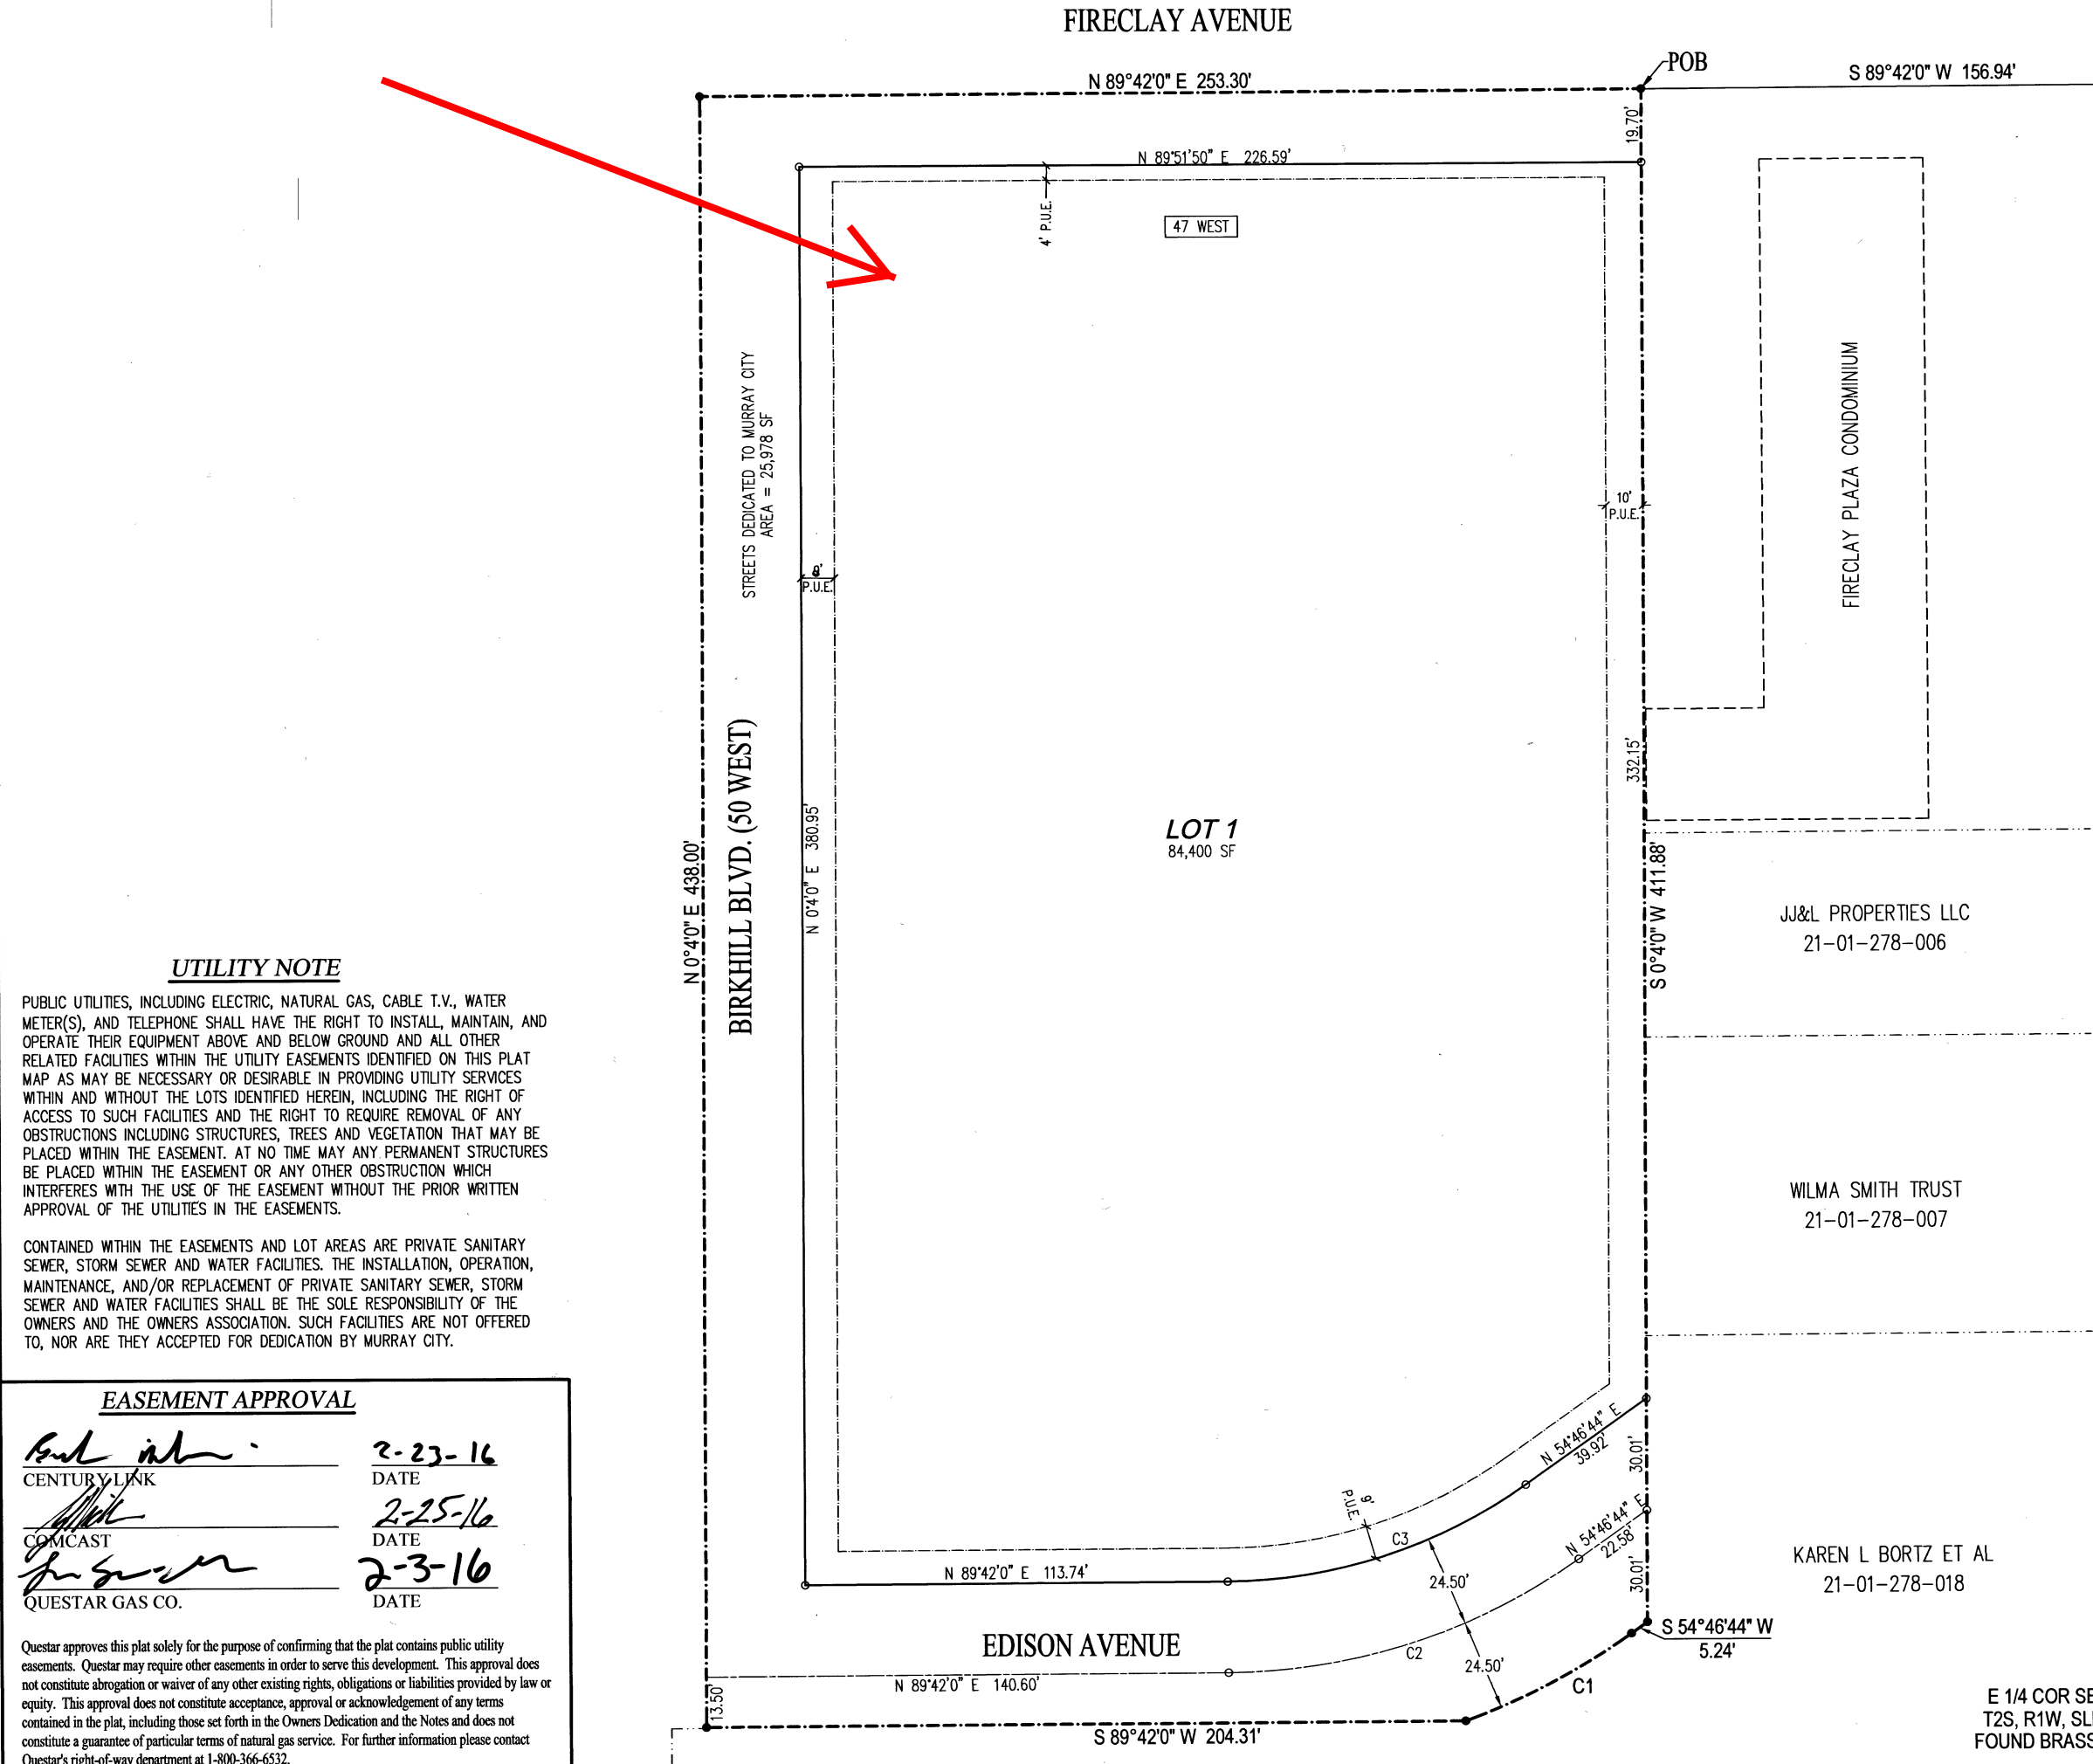 FIRECLAY AVENUE
POB
N 89°42'0" E 253.30'
S 89°42'0" W 156.94'
19.70'
N 89°51'50" E 226.59'
4' P.U.E.
47 WEST
STREETS DEDICATED TO MURRAY CITY
AREA = 25,978 SF
FIRECLAY PLAZA CONDOMINIUM
10'
P.U.E.
8'
P.U.E.
BIRKHILL BLVD. (50 WEST)
N 0°4'0" E 438.00'
N 0°4'0" E 380.95'
332.15'
LOT 1
84,400 SF
S 0°4'0" W 411.88'
JJ&L PROPERTIES LLC
21-01-278-006
UTILITY NOTE
PUBLIC UTILITIES, INCLUDING ELECTRIC, NATURAL GAS, CABLE T.V., WATER
METER(S), AND TELEPHONE SHALL HAVE THE RIGHT TO INSTALL, MAINTAIN, AND
OPERATE THEIR EQUIPMENT ABOVE AND BELOW GROUND AND ALL OTHER
RELATED FACILITIES WITHIN THE UTILITY EASEMENTS IDENTIFIED ON THIS PLAT
MAP AS MAY BE NECESSARY OR DESIRABLE IN PROVIDING UTILITY SERVICES
WITHIN AND WITHOUT THE LOTS IDENTIFIED HEREIN, INCLUDING THE RIGHT OF
ACCESS TO SUCH FACILITIES AND THE RIGHT TO REQUIRE REMOVAL OF ANY
OBSTRUCTIONS INCLUDING STRUCTURES, TREES AND VEGETATION THAT MAY BE
PLACED WITHIN THE EASEMENT. AT NO TIME MAY ANY PERMANENT STRUCTURES
BE PLACED WITHIN THE EASEMENT OR ANY OTHER OBSTRUCTION WHICH
INTERFERES WITH THE USE OF THE EASEMENT WITHOUT THE PRIOR WRITTEN
APPROVAL OF THE UTILITIES IN THE EASEMENTS.
CONTAINED WITHIN THE EASEMENTS AND LOT AREAS ARE PRIVATE SANITARY
SEWER, STORM SEWER AND WATER FACILITIES. THE INSTALLATION, OPERATION,
MAINTENANCE, AND/OR REPLACEMENT OF PRIVATE SANITARY SEWER, STORM
SEWER AND WATER FACILITIES SHALL BE THE SOLE RESPONSIBILITY OF THE
OWNERS AND THE OWNERS ASSOCIATION. SUCH FACILITIES ARE NOT OFFERED
TO, NOR ARE THEY ACCEPTED FOR DEDICATION BY MURRAY CITY.
WILMA SMITH TRUST
21-01-278-007
EASEMENT APPROVAL
2-23-16
CENTURY LINK
DATE
2-25-16
COMCAST
DATE
2-3-16
QUESTAR GAS CO.
DATE
Questar approves this plat solely for the purpose of confirming that the plat contains public utility
easements. Questar may require other easements in order to serve this development. This approval does
not constitute abrogation or waiver of any other existing rights, obligations or liabilities provided by law or
equity. This approval does not constitute acceptance, approval or acknowledgement of any terms
contained in the plat, including those set forth in the Owners Dedication and the Notes and does not
constitute a guarantee of particular terms of natural gas service. For further information please contact
Questar's right-of-way department at 1-800-366-6532.
N 54°46'44" E
39.92'
30.01'
9'
P.U.E.
C3
N 54°46'44" E
22.58'
N 89°42'0" E 113.74'
24.50'
30.01'
KAREN L BORTZ ET AL
21-01-278-018
EDISON AVENUE
C2
24.50'
S 54°46'44" W
5.24'
N 89°42'0" E 140.60'
C1
13.50'
S 89°42'0" W 204.31'
E 1/4 COR SE
T2S, R1W, SL
FOUND BRASS